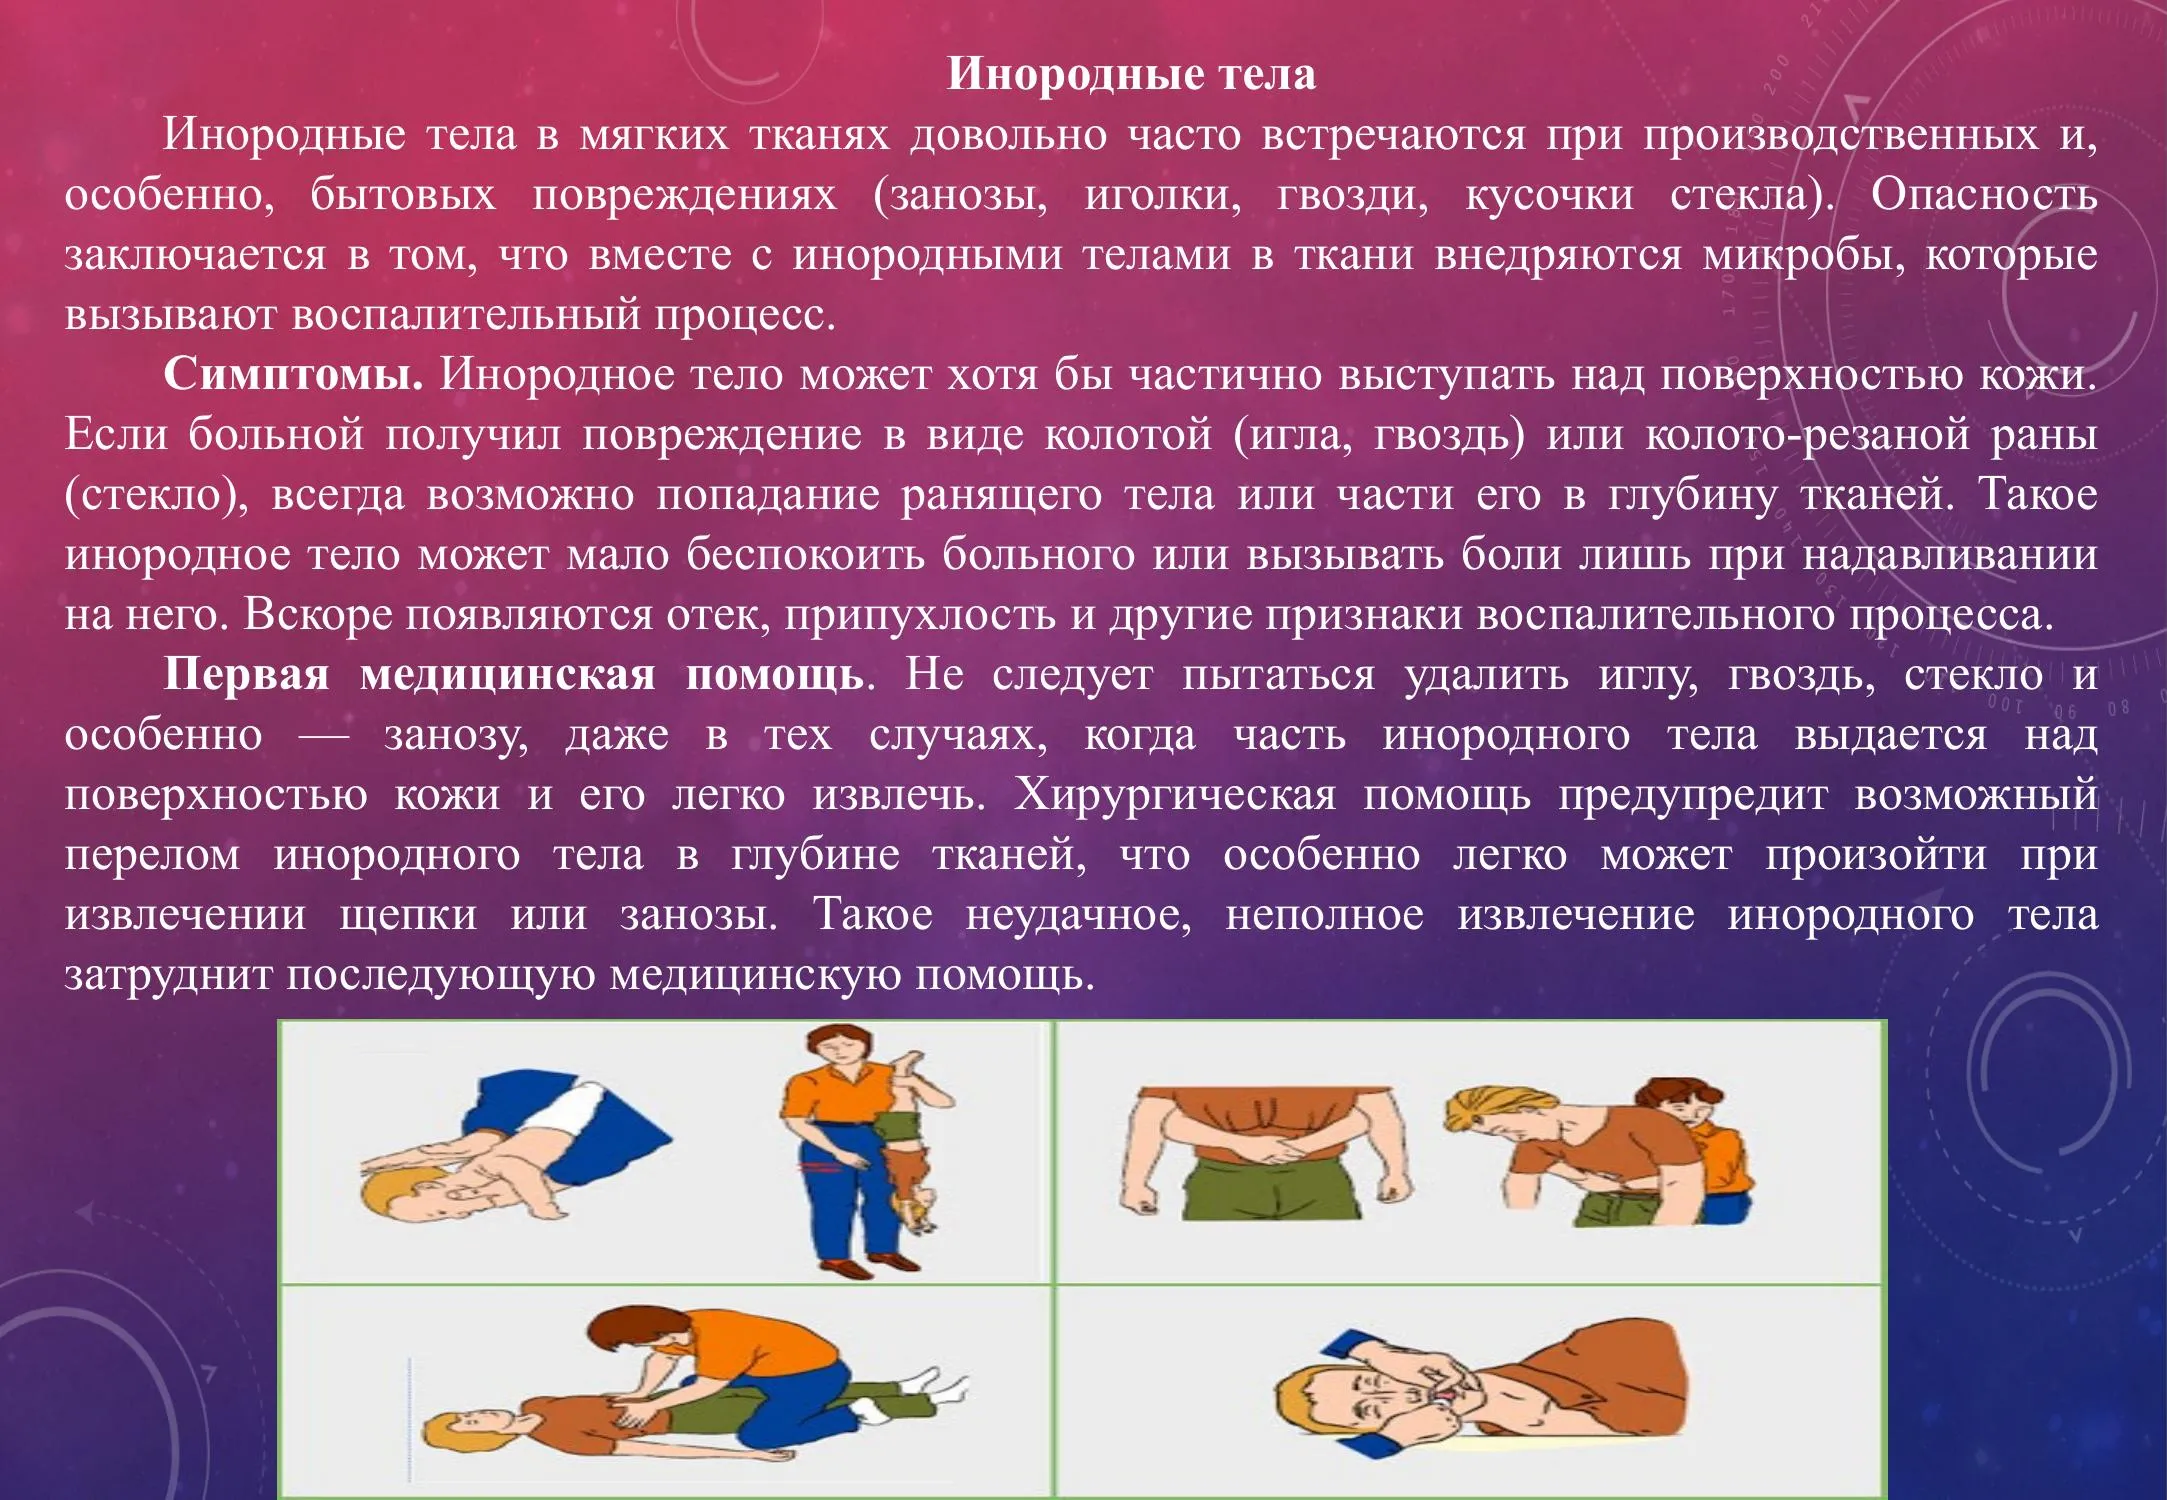 Инородные тела
Инородные тела в мягких тканях довольно часто встречаются при производственных и,
особенно, бытовых повреждениях (занозы, иголки, гвозди, кусочки стекла). Опасность
заключается в том, что вместе с инородными телами в ткани внедряются микробы, которые
вызывают воспалительный процесс.
Симптомы. Инородное тело может хотя бы частично выступать над поверхностью кожи.
Если больной получил повреждение в виде колотой (игла, гвоздь) или колото-резаной раны
(стекло), всегда возможно попадание ранящего тела или части его в глубину тканей. Такое
инородное тело может мало беспокоить больного или вызывать боли лишь при надавливании
на него. Вскоре появляются отек, припухлость и другие признаки воспалительного процесса.
Первая медицинская помощь. Не следует пытаться удалить иглу, гвоздь, стекло и
особенно — занозу, даже в тех случаях, когда часть инородного тела выдается над
поверхностью кожи и его легко извлечь. Хирургическая помощь предупредит возможный
перелом инородного тела в глубине тканей, что особенно легко может произойти при
извлечении щепки или занозы. Такое неудачное, неполное извлечение инородного тела
затруднит последующую медицинскую помощь.